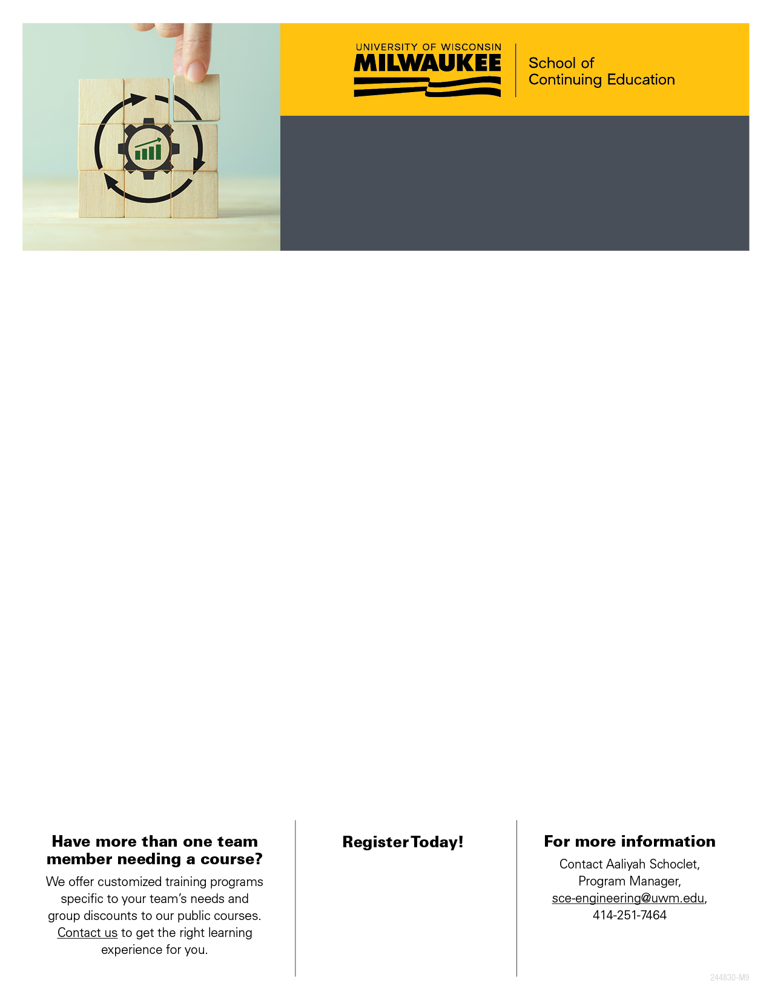 UNIVERSITY OF WISCONSIN
MILWAUKEE
School of
Continuing Education
Have more than one team
member needing a course?
We offer customized training programs
specific to your team’s needs and
group discounts to our public courses.
Contact us to get the right learning
experience for you.
Register Today!
For more information
Contact Aaliyah Schoclet,
Program Manager,
sce-engineering@uwm.edu,
414-251-7464
244830-M9